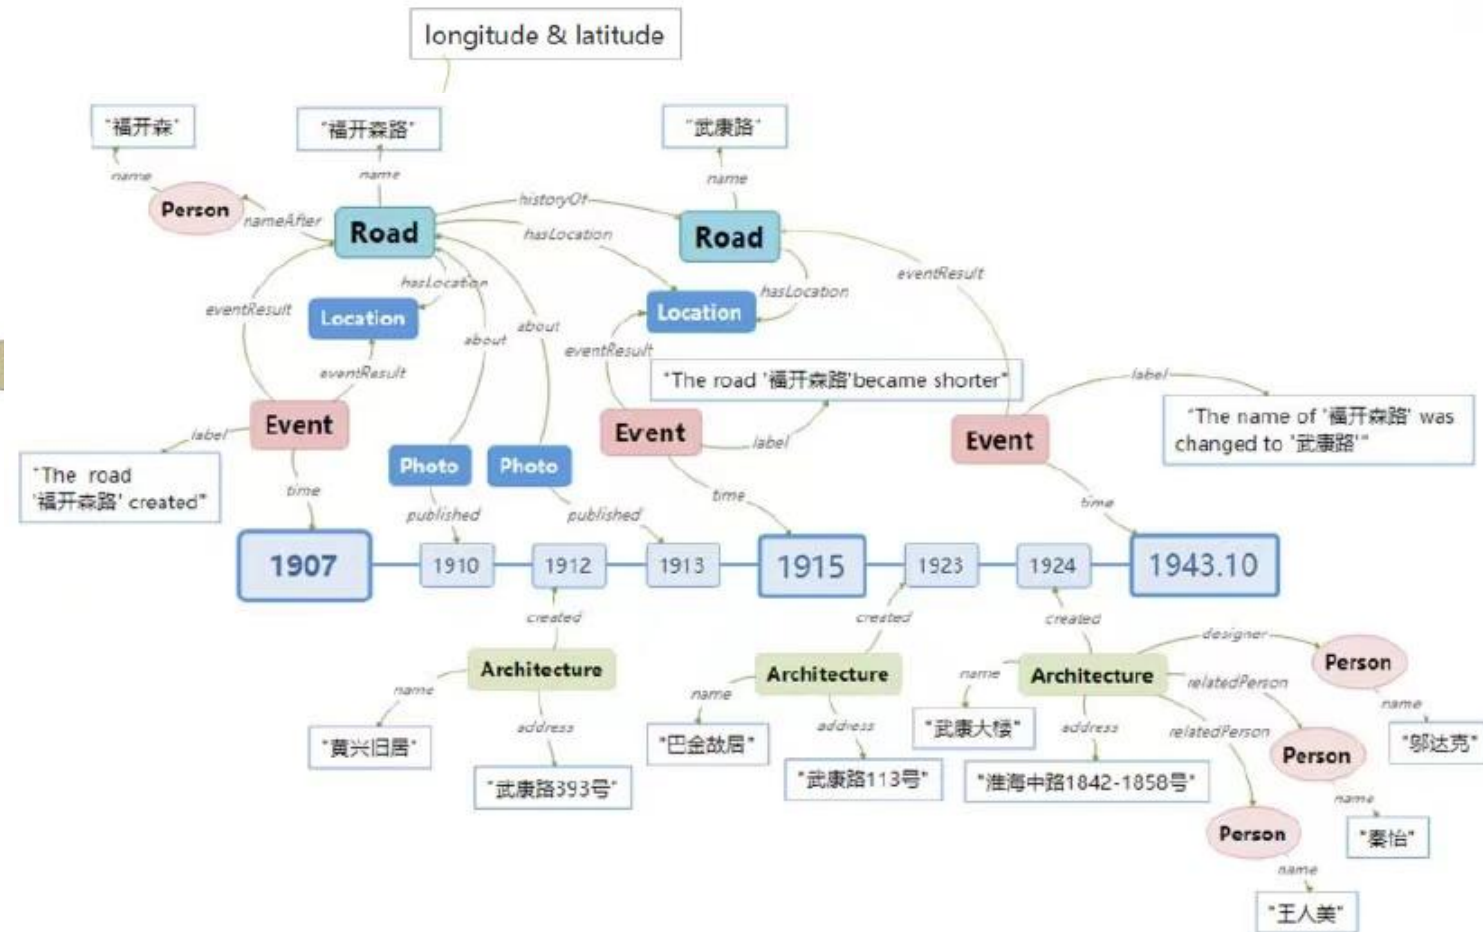 longitude & latitude
"福开森"
"福开森路"
"武康路"
name
name
name
Person
nameAfter
Road
historyOf
hasLocation
Road
hasLocation
eventResult
hasLocation
eventResult
Location
about
about
Location
eventResult
eventResult
"The road '福开森路'became shorter"
label
Event
label
"The road
'福开森路' created"
time
Photo
Photo
Event
label
Event
"The name of '福开森路' was
changed to '武康路'"
published
published
time
time
1907
1910
1912
1913
1915
1923
1924
1943.10
created
created
created
designer
Architecture
Architecture
Architecture
Person
name
address
name
address
name
address
relatedPerson
relatedPerson
name
"黄兴旧居"
"武康路393号"
"巴金故居"
"武康路113号"
"武康大楼"
"淮海中路1842-1858号"
Person
"邬达克"
name
Person
"秦怡"
name
"王人美"